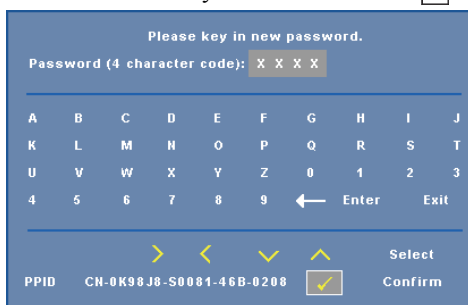 Please key in new password.
Password (4 character code): X X X X
A B C D E F G H I J
K L M N O P Q R S T
U V W X Y Z 0 1 2 3
4 5 6 7 8 9 ← Enter Exit
Select
PPID CN-0K98J8-S0081-46B-0208 ✓ Confirm